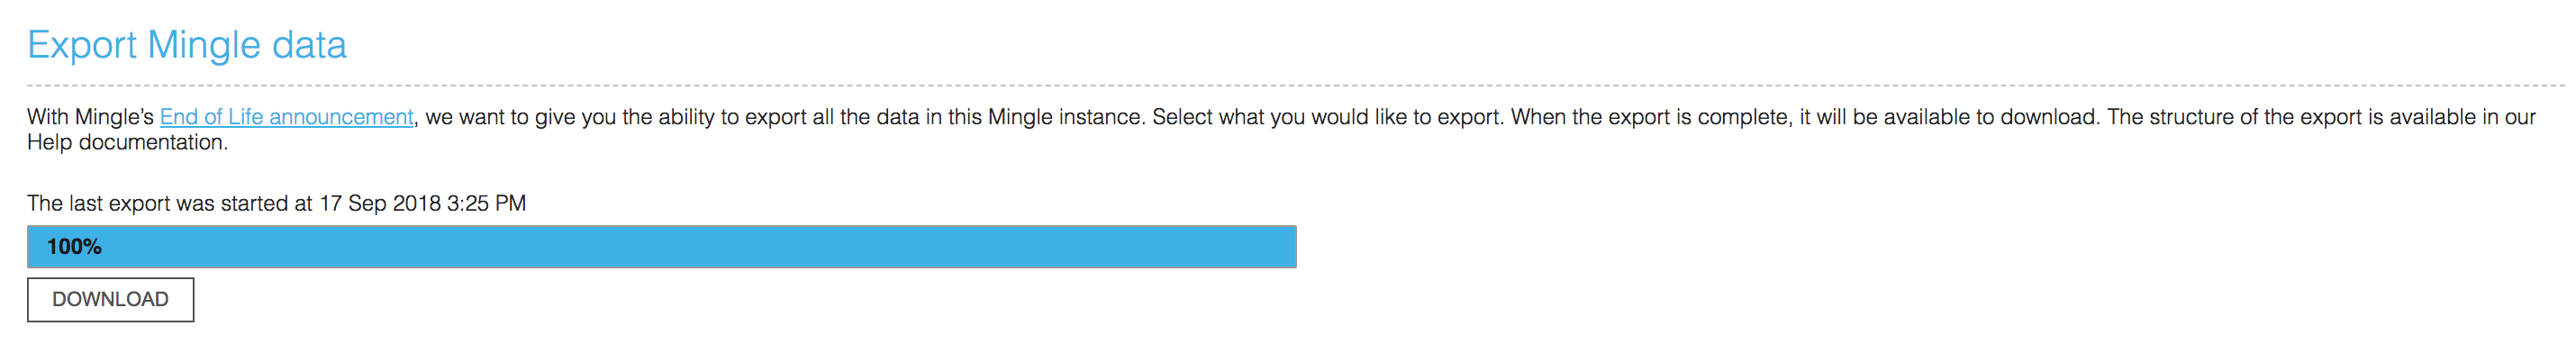 Export Mingle data
With Mingle’s End of Life announcement, we want to give you the ability to export all the data in this Mingle instance. Select what you would like to export. When the export is complete, it will be available to download. The structure of the export is available in our
Help documentation.
The last export was started at 17 Sep 2018 3:25 PM
100%
DOWNLOAD